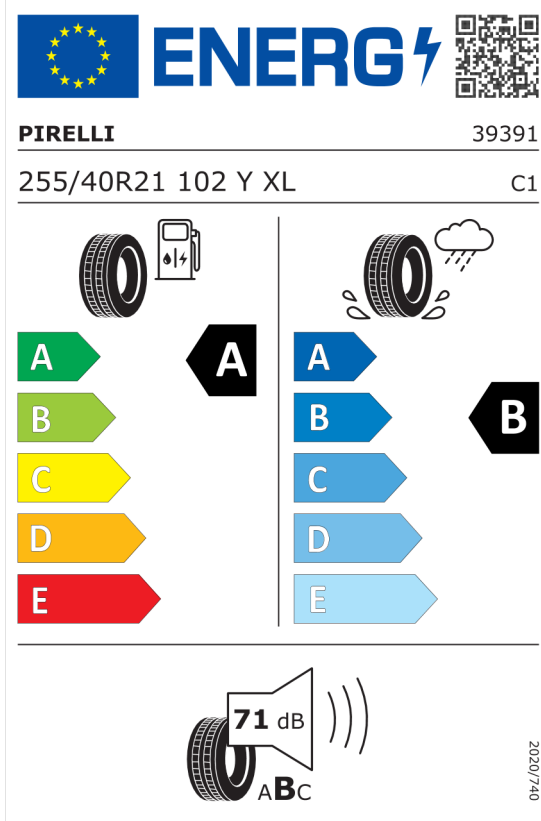 ENERG
PIRELLI 39391
255/40R21 102 Y XL C1
A A
B
C
D
E
A
B B
C
D
E
71 dB
ABC
2020/740